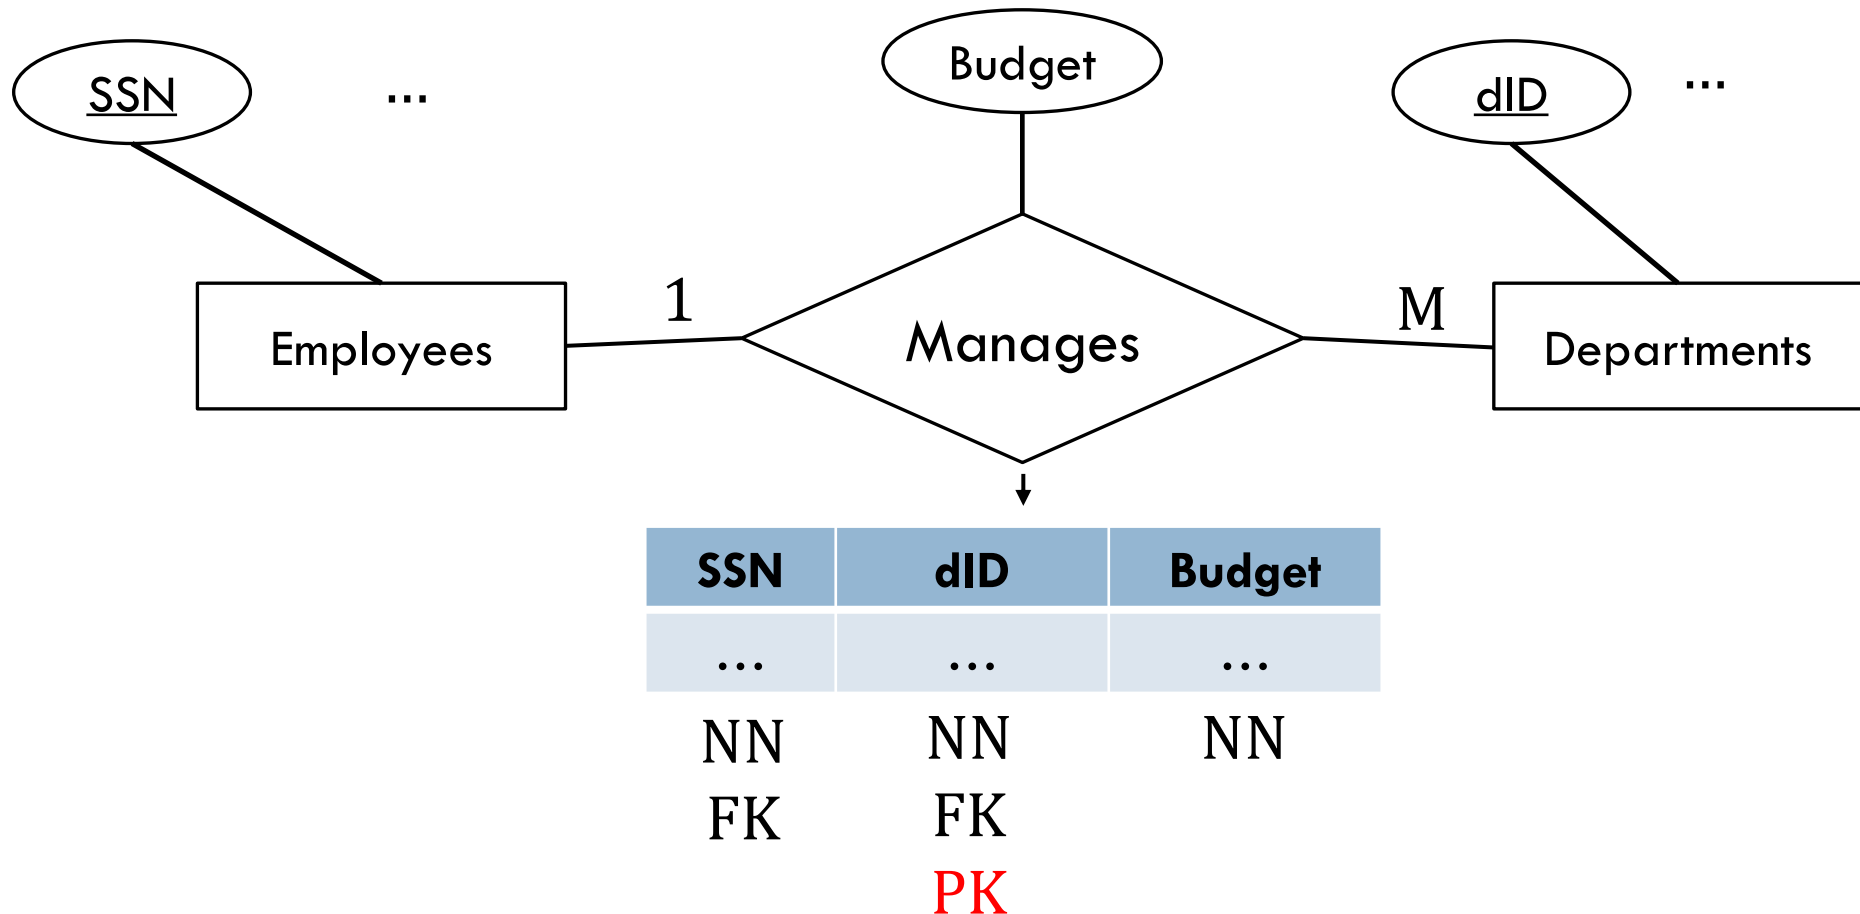 SSN
...
Budget
dID
...
Employees
1
Manages
M
Departments
SSN dID Budget
... ... ...
NN NN NN
FK FK
PK